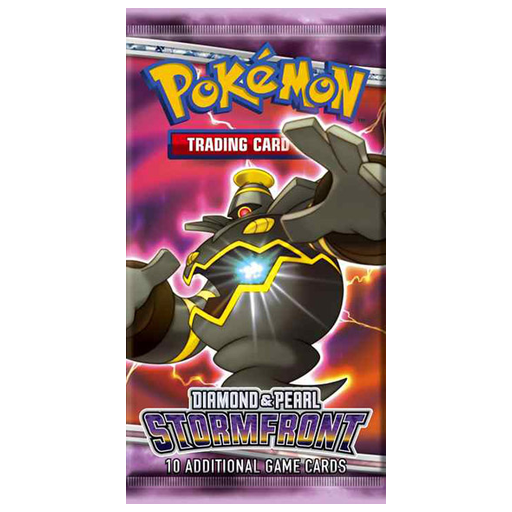 POKéMON
TRADING CARD
DIAMOND & PEARL
STORMFRONT
10 ADDITIONAL GAME CARDS